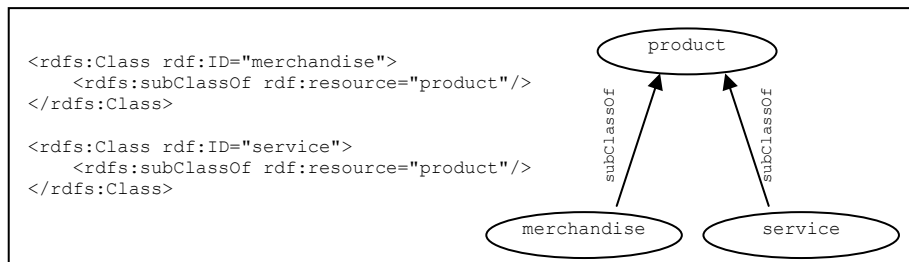 <rdfs:Class rdf:ID="merchandise">
    <rdfs:subClassOf rdf:resource="product"/>
</rdfs:Class>
<rdfs:Class rdf:ID="service">
    <rdfs:subClassOf rdf:resource="product"/>
</rdfs:Class>
product
subClassOf
subClassOf
merchandise
service